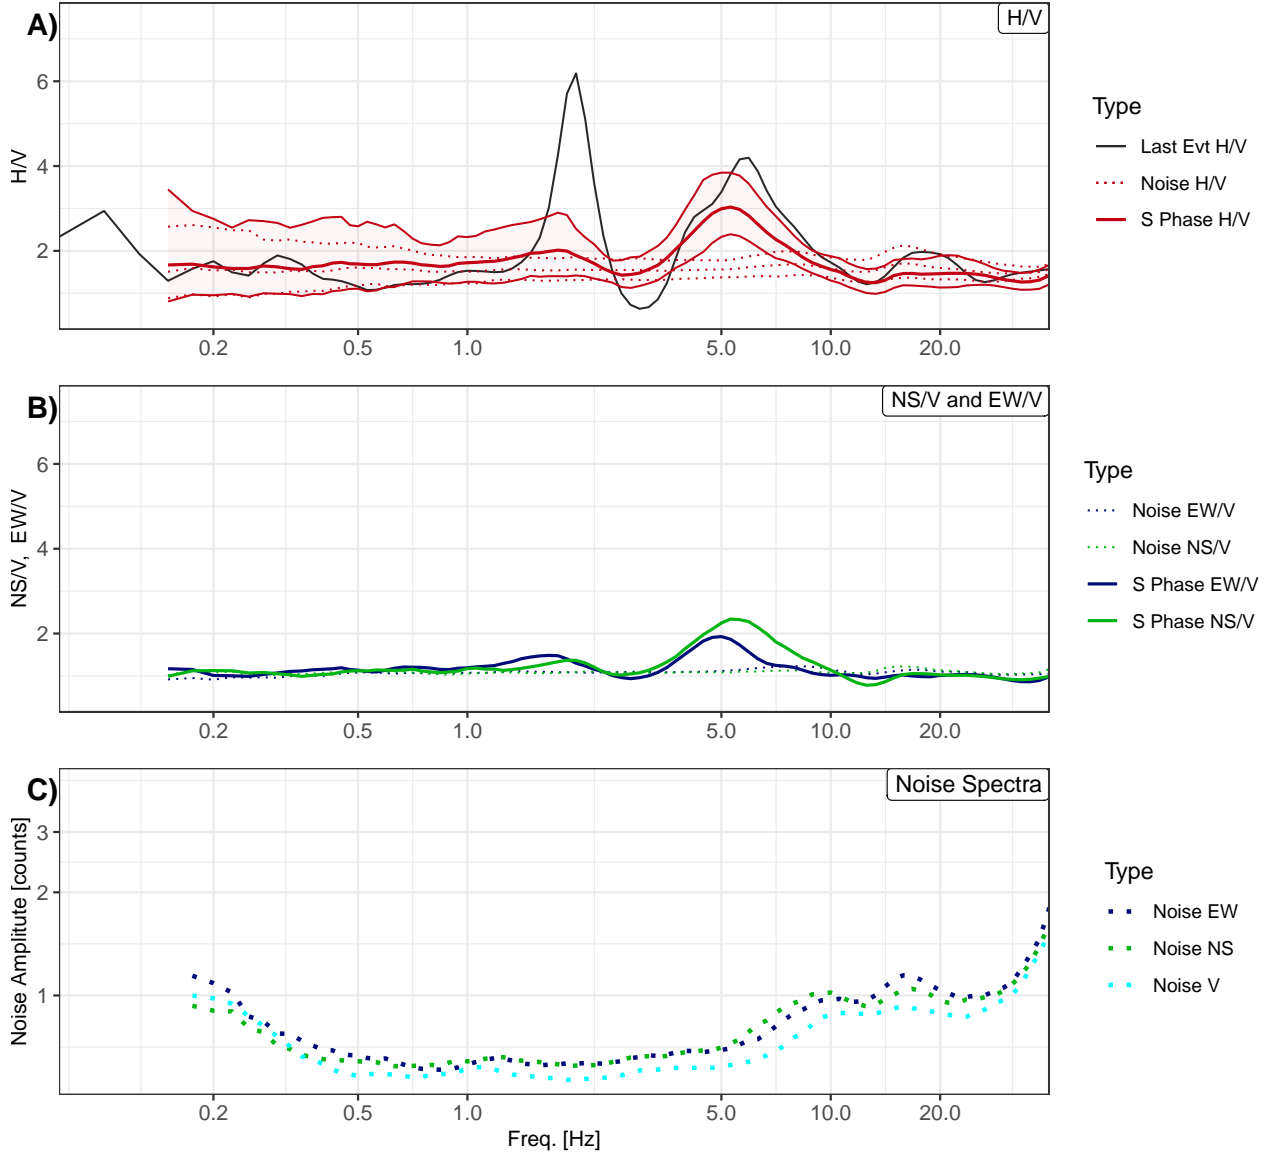 A)
H/V
H/V
6
4
2
0.2 0.5 1.0 5.0 10.0 20.0
Type
Last Evt H/V
Noise H/V
S Phase H/V
B)
NS/V and EW/V
NS/V, EW/V
6
4
2
0.2 0.5 1.0 5.0 10.0 20.0
Type
Noise EW/V
Noise NS/V
S Phase EW/V
S Phase NS/V
C)
Noise Spectra
Noise Amplitute [counts]
3
2
1
0.2 0.5 1.0 5.0 10.0 20.0
Freq. [Hz]
Type
Noise EW
Noise NS
Noise V